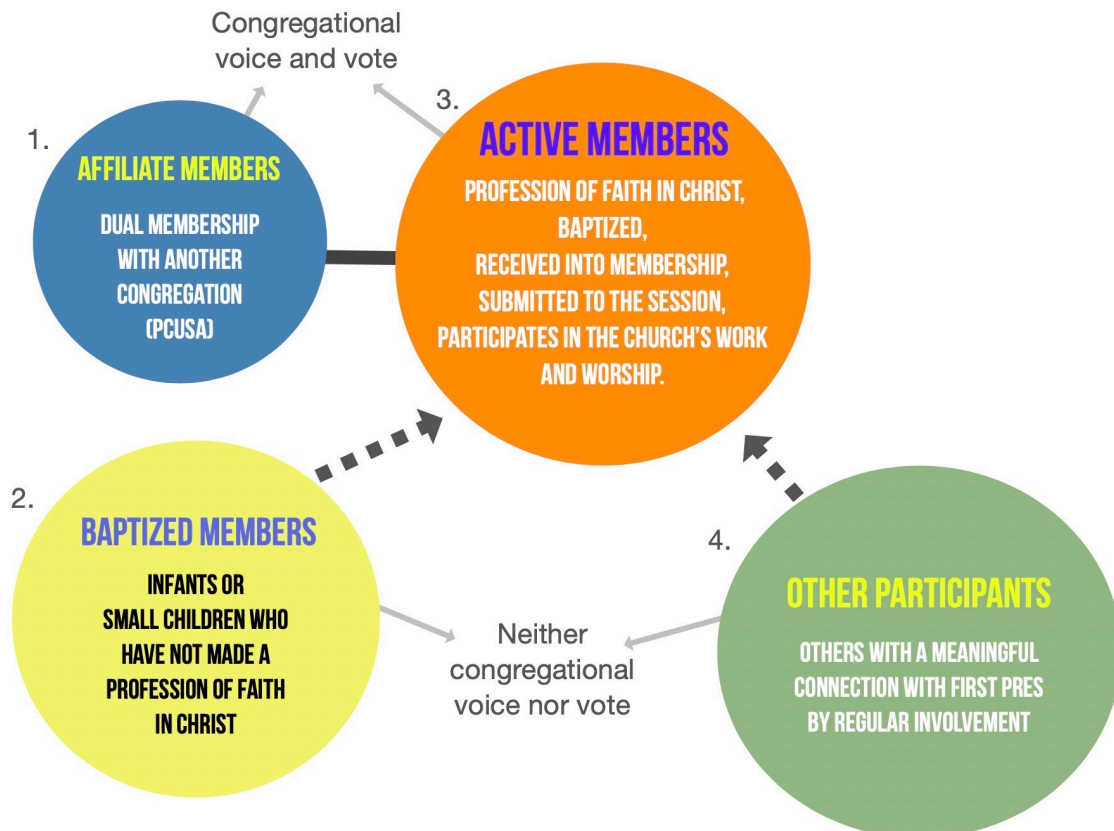 Congregational
voice and vote
1.
AFFILIATE MEMBERS
DUAL MEMBERSHIP
WITH ANOTHER
CONGREGATION
(PCUSA)
3.
ACTIVE MEMBERS
PROFESSION OF FAITH IN CHRIST,
BAPTIZED,
RECEIVED INTO MEMBERSHIP,
SUBMITTED TO THE SESSION,
PARTICIPATES IN THE CHURCH'S WORK
AND WORSHIP.
2.
BAPTIZED MEMBERS
INFANTS OR
SMALL CHILDREN WHO
HAVE NOT MADE A
PROFESSION OF FAITH
IN CHRIST
Neither
congregational
voice nor vote
4.
OTHER PARTICIPANTS
OTHERS WITH A MEANINGFUL
CONNECTION WITH FIRST PRES
BY REGULAR INVOLVEMENT